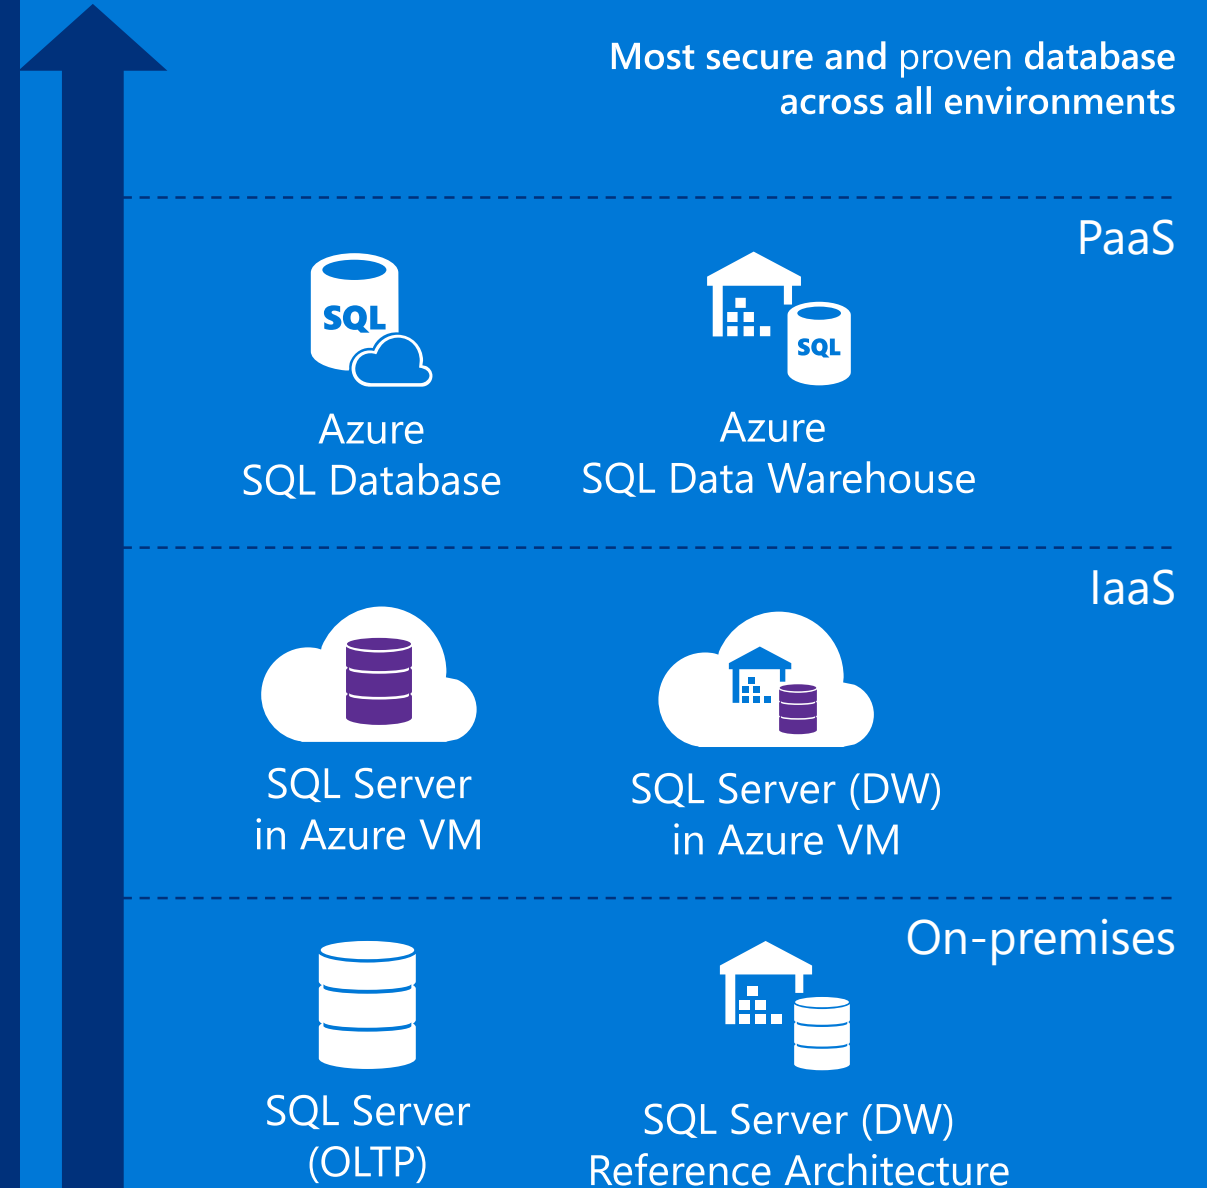 Most secure and proven database
across all environments
PaaS
SQL
SQL
Azure
SQL Database
Azure
SQL Data Warehouse
IaaS
SQL Server
in Azure VM
SQL Server (DW)
in Azure VM
On-premises
SQL Server
(OLTP)
SQL Server (DW)
Reference Architecture